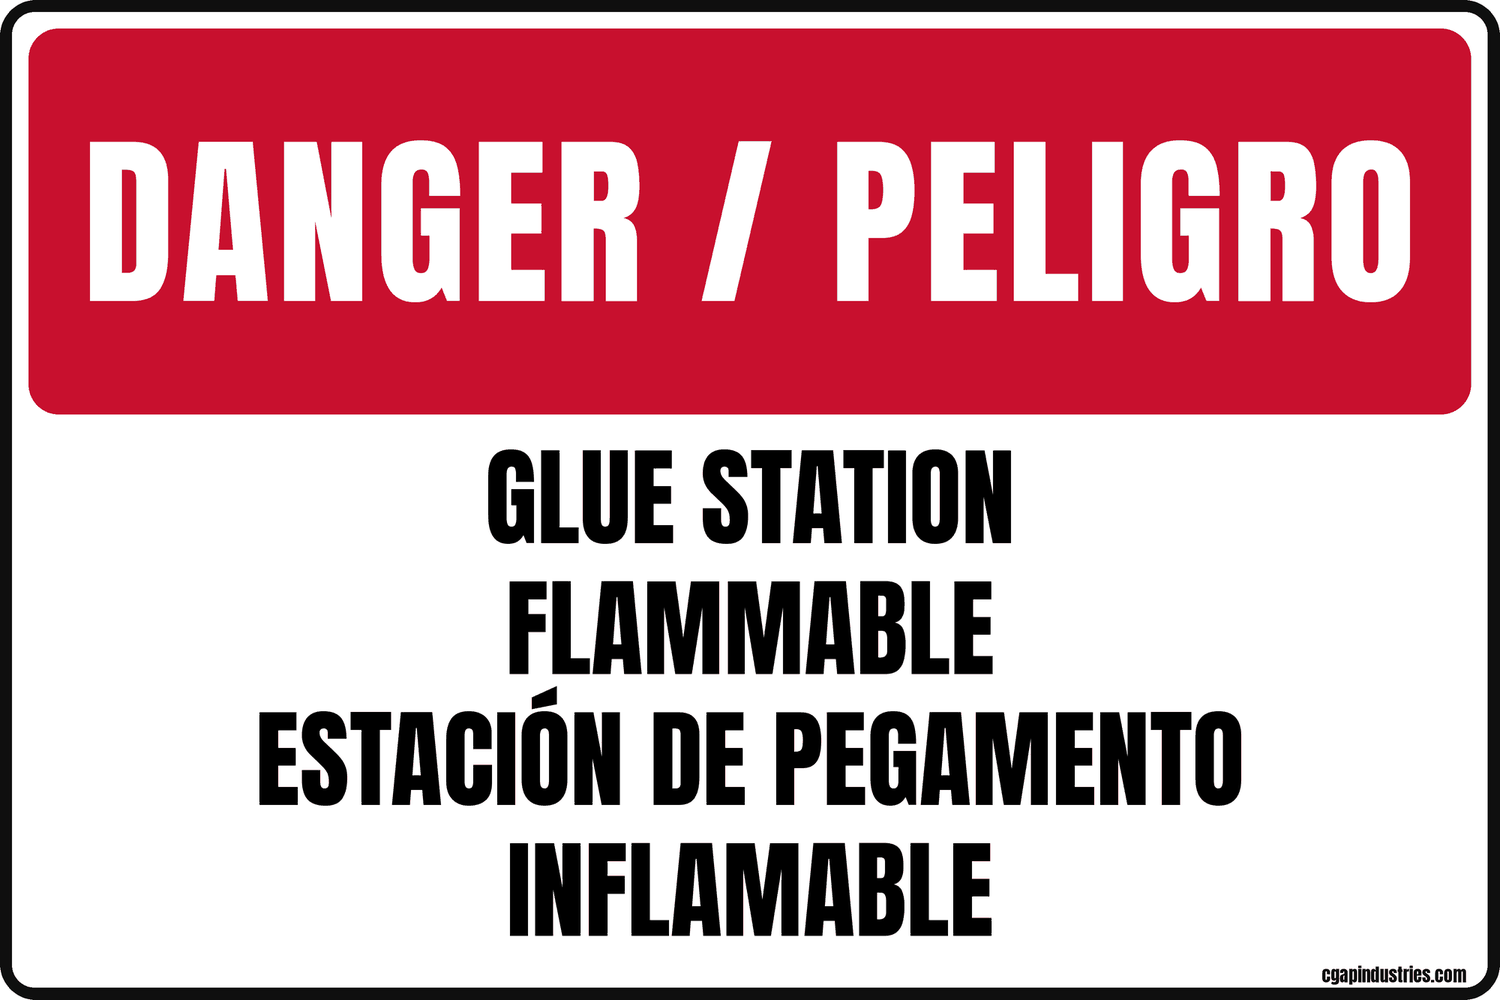 DANGER / PELIGRO
GLUE STATION
FLAMMABLE
ESTACIÓN DE PEGAMENTO
INFLAMABLE
cgapindustries.com